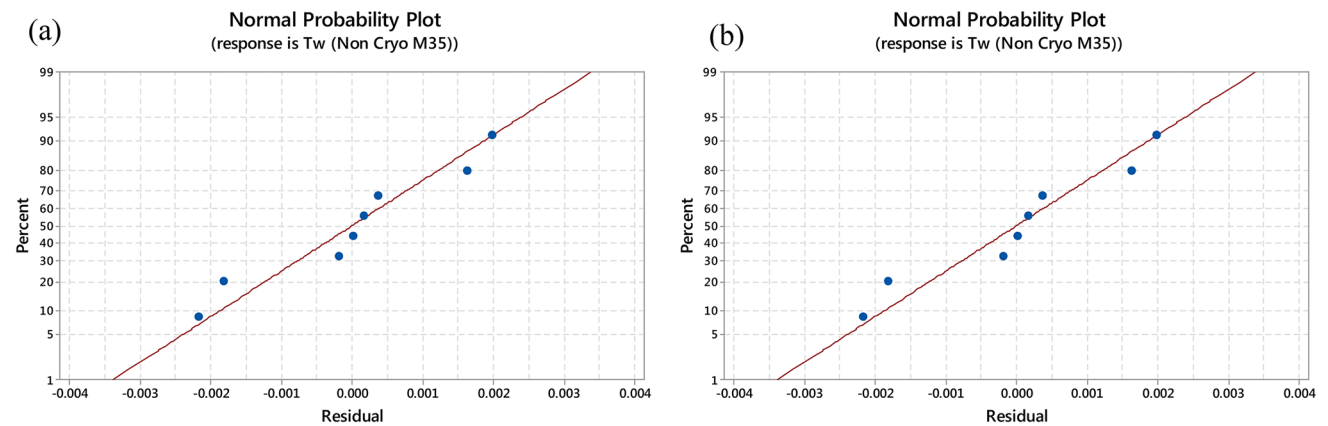 (a)
Normal Probability Plot
(response is Tw (Non Cryo M35))
99
95
90
80
70
60
50
40
30
20
10
5
1
Percent
-0.004 -0.003 -0.002 -0.001 0.000 0.001 0.002 0.003 0.004
Residual
(b)
Normal Probability Plot
(response is Tw (Non Cryo M35))
99
95
90
80
70
60
50
40
30
20
10
5
1
Percent
-0.004 -0.003 -0.002 -0.001 0.000 0.001 0.002 0.003 0.004
Residual